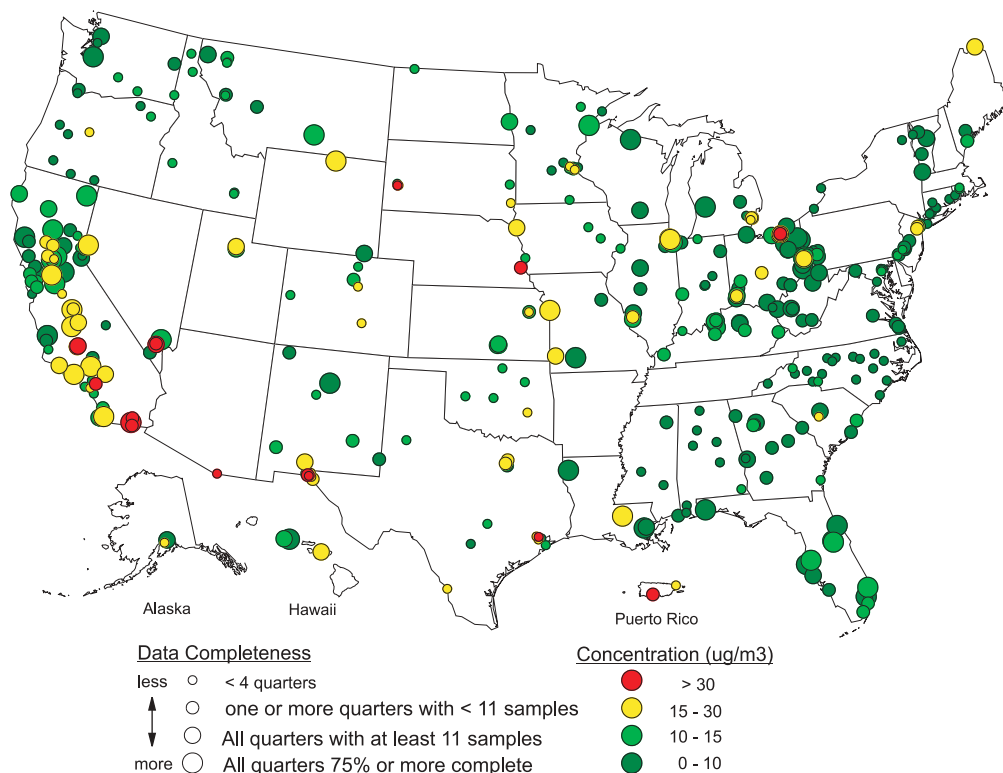 Alaska
Hawaii
Puerto Rico
Data Completeness
less
< 4 quarters
one or more quarters with < 11 samples
All quarters with at least 11 samples
more
All quarters 75% or more complete
Concentration (ug/m3)
> 30
15 - 30
10 - 15
0 - 10